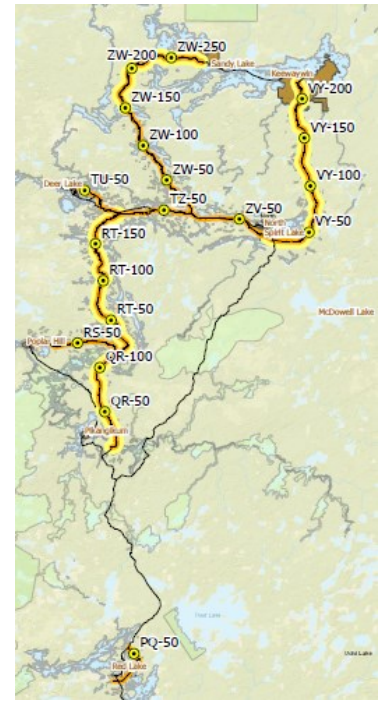 ZW-200
ZW-250
Sandy Lake
Keewaywin
VY-200
ZW-150
VY-150
ZW-100
ZW-50
VY-100
TU-50
Deer Lake
TZ-50
ZV-50
North
Spirit Lake
VY-50
RT-150
RT-100
McDowell Lake
RT-50
RS-50
Poplar Hill
QR-100
QR-50
Pikangikum
PQ-50
Red Lake